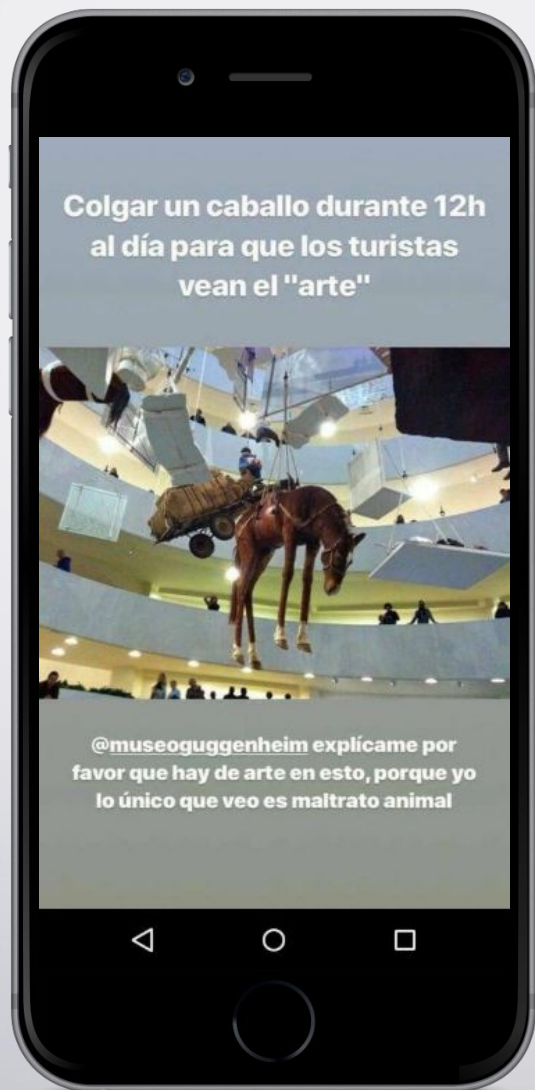 Colgar un caballo durante 12h
al día para que los turistas
vean el "arte"
@museoguggenheim explícame por
favor que hay de arte en esto, porque yo
lo único que veo es maltrato animal